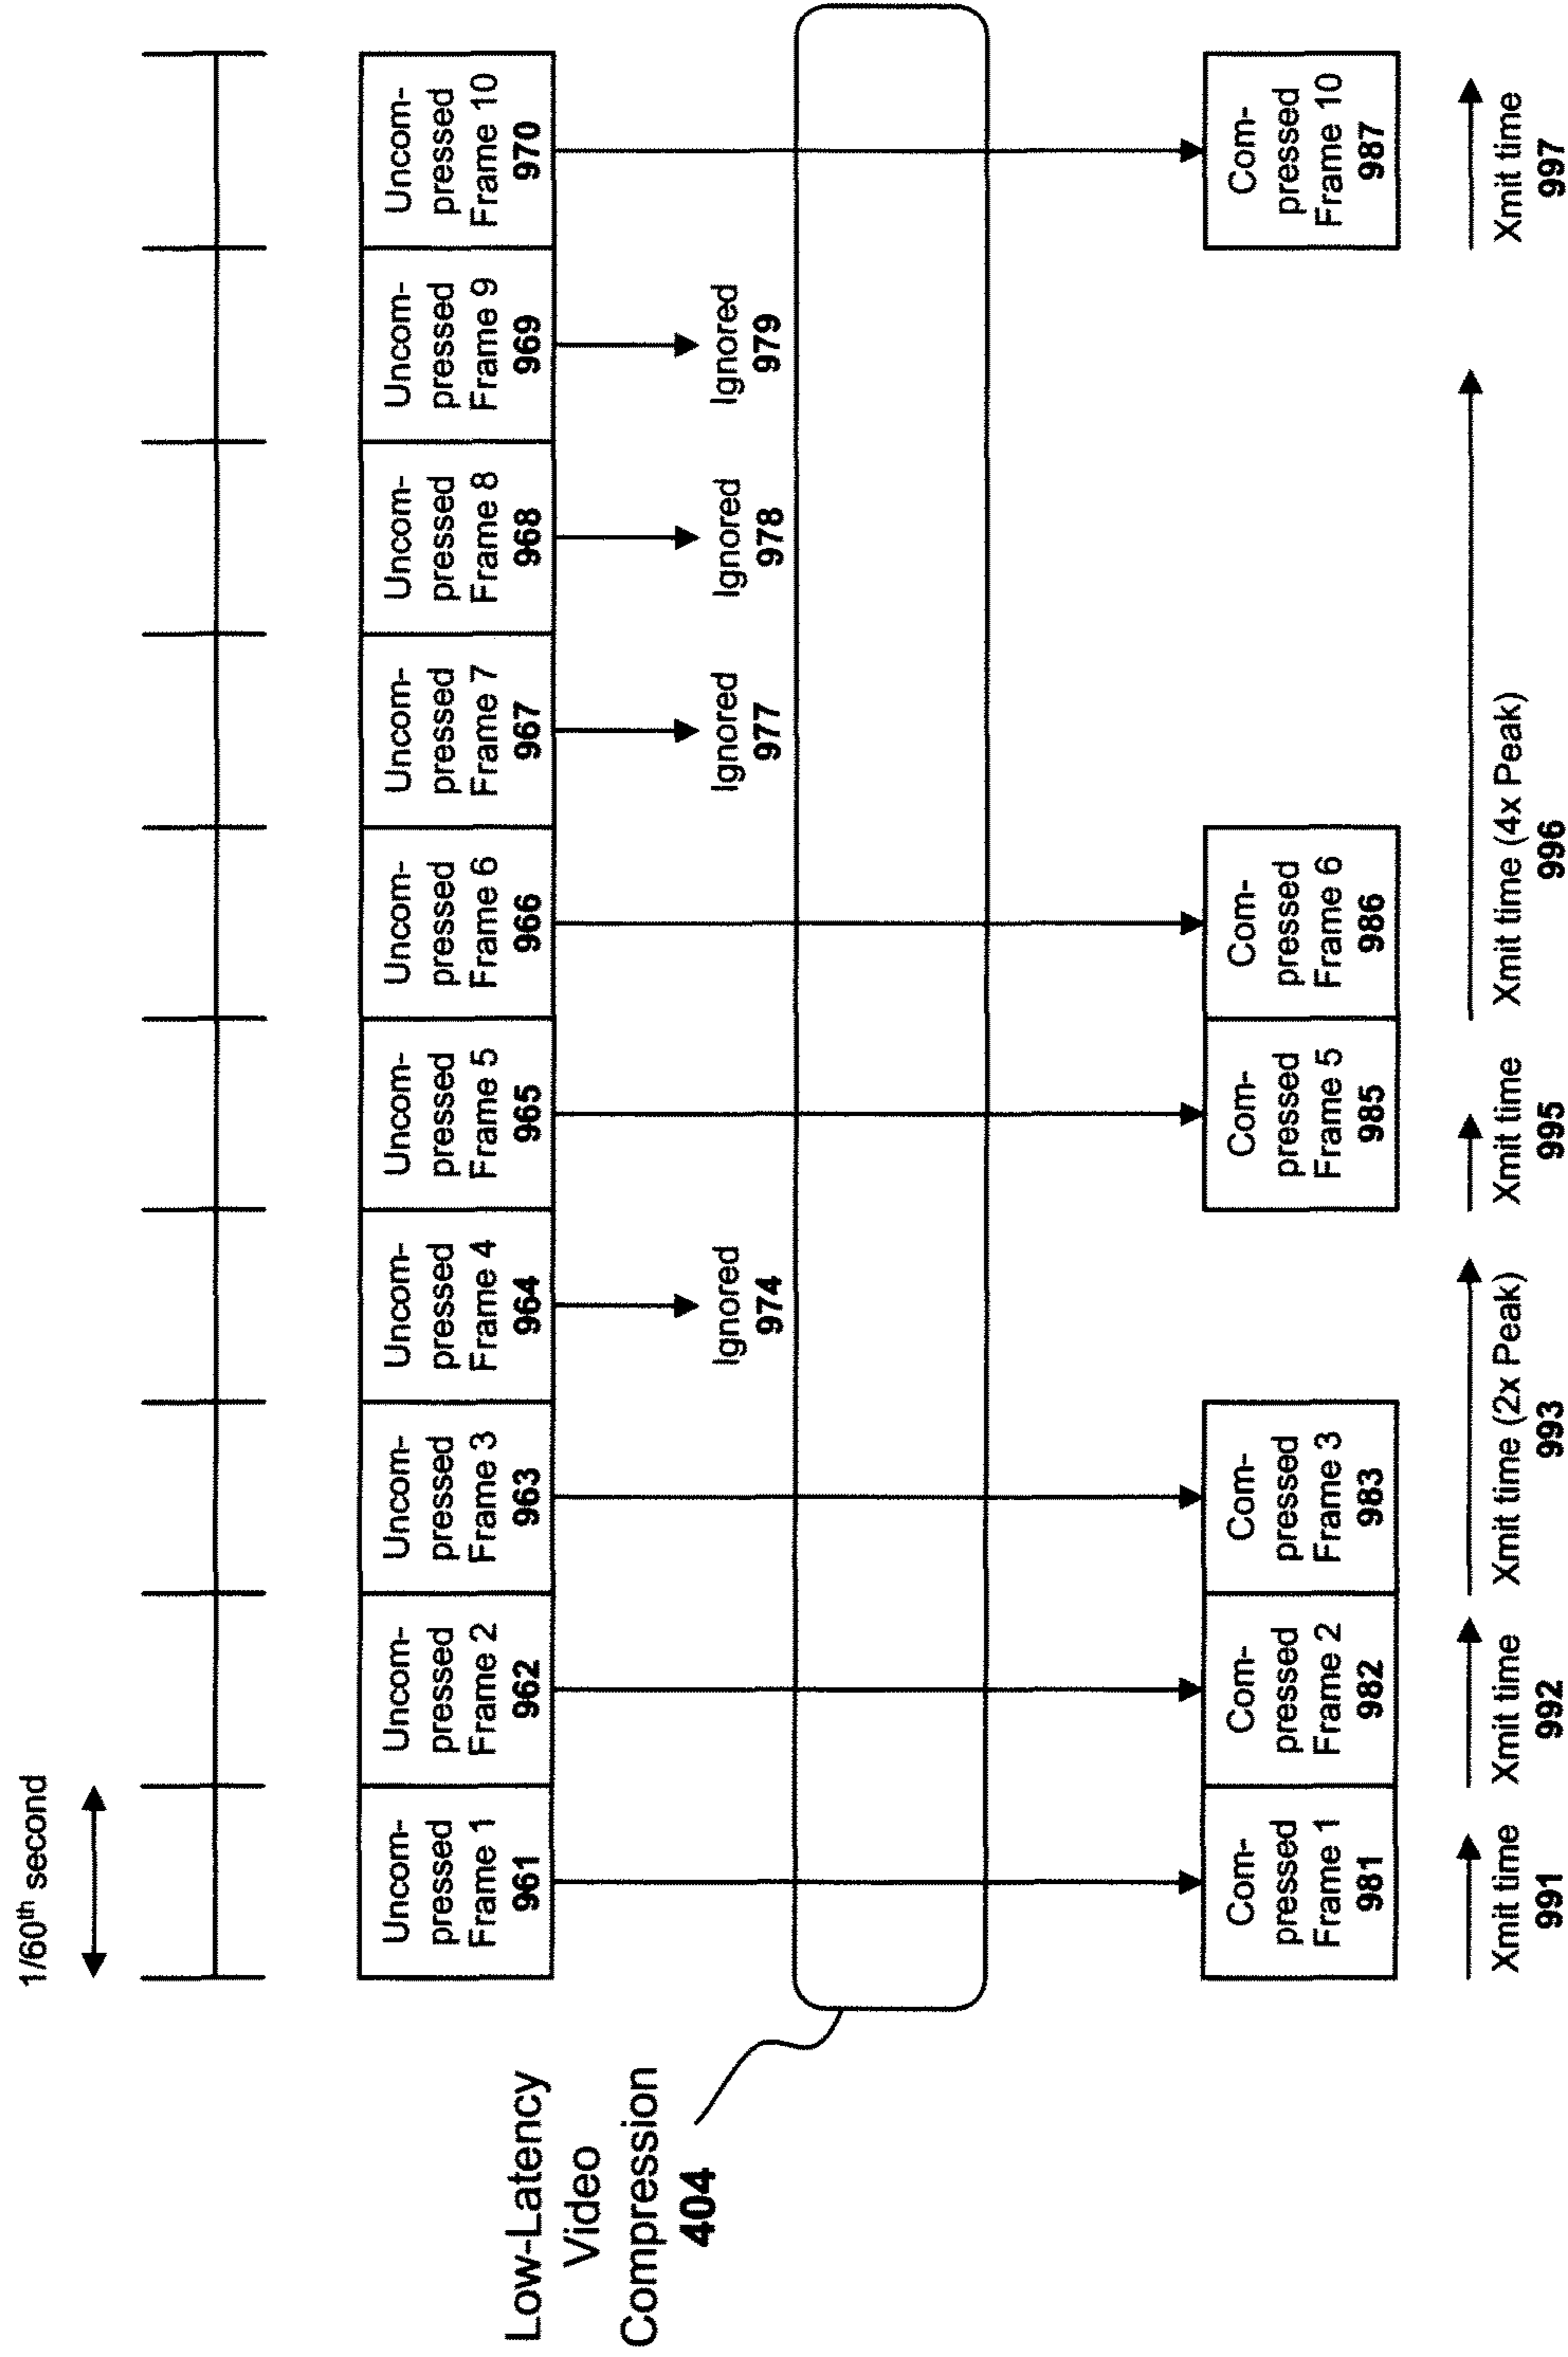 1/60th second
Uncom-
pressed
Frame 1
961
Uncom-
pressed
Frame 2
962
Uncom-
pressed
Frame 3
963
Uncom-
pressed
Frame 4
964
Uncom-
pressed
Frame 5
965
Uncom-
pressed
Frame 6
966
Uncom-
pressed
Frame 7
967
Uncom-
pressed
Frame 8
968
Uncom-
pressed
Frame 9
969
Uncom-
pressed
Frame 10
970
Ignored
974
Ignored
977
Ignored
978
Ignored
979
Low-Latency
Video
Compression
404
Com-
pressed
Frame 1
981
Com-
pressed
Frame 2
982
Com-
pressed
Frame 3
983
Com-
pressed
Frame 5
985
Com-
pressed
Frame 6
986
Com-
pressed
Frame 10
987
Xmit time
991
Xmit time
992
Xmit time (2x Peak)
993
Xmit time
995
Xmit time (4x Peak)
996
Xmit time
997